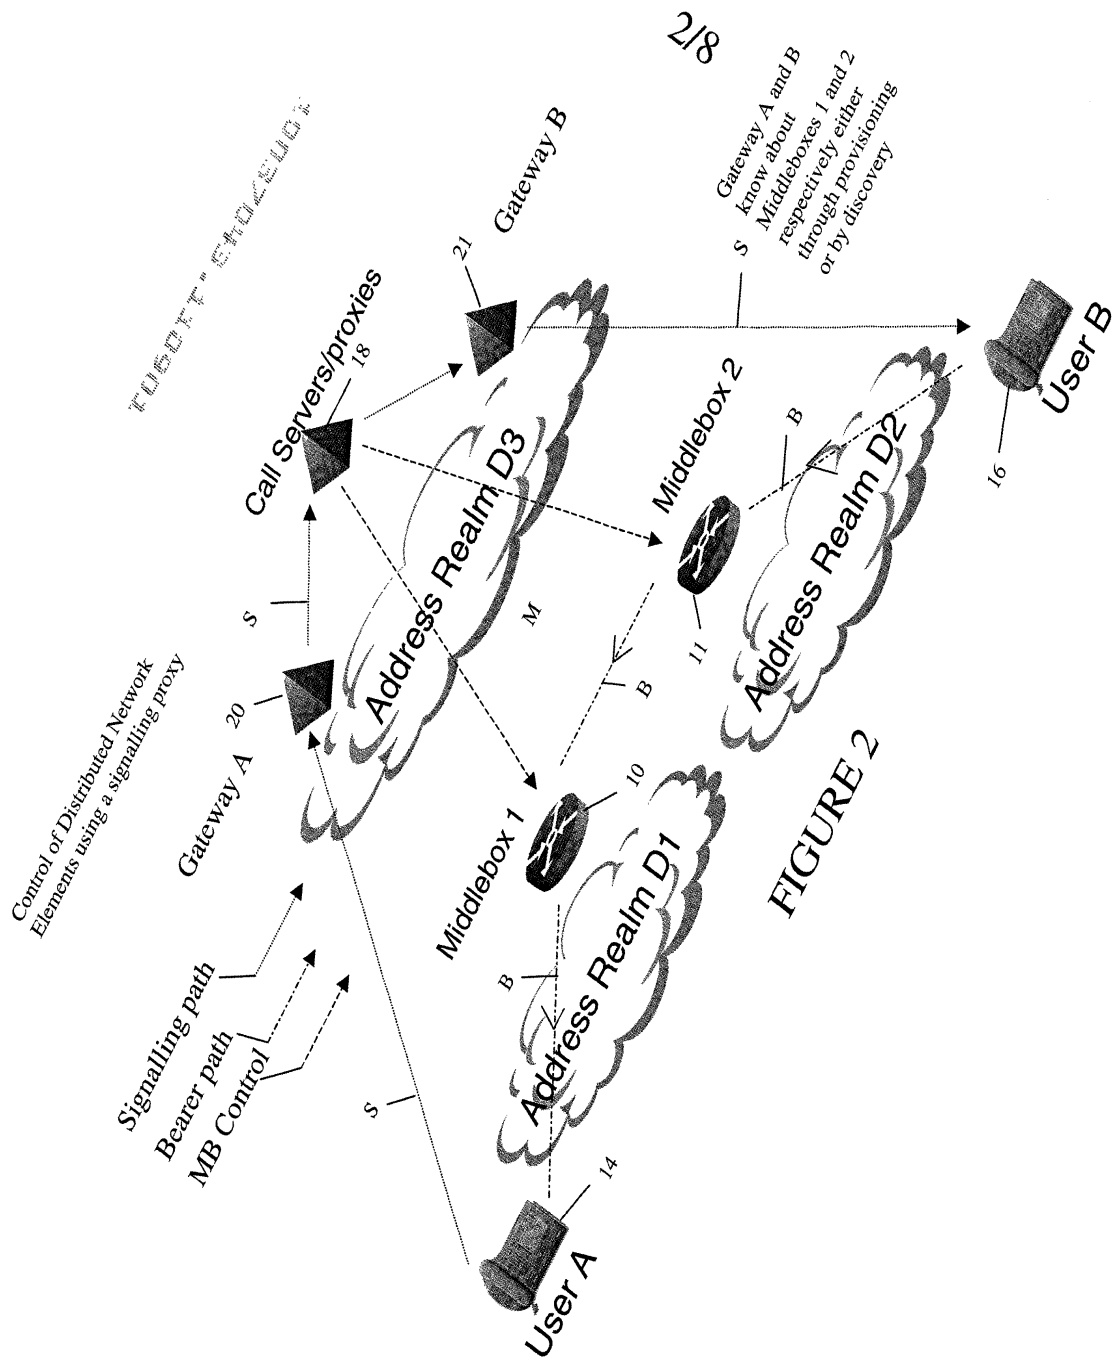 2/8
Control of Distributed Network
Elements using a signalling proxy
Signalling path
Bearer path
MB Control
Gateway A
20
S
S
Call Servers/proxies
18
21
Gateway B
Address Realm D3
M
S
Gateway A and B
know about
Middleboxes 1 and 2
respectively either
through provisioning
or by discovery
Middlebox 1
10
B
B
Middlebox 2
11
B
Address Realm D1
Address Realm D2
User A
14
User B
16
FIGURE 2